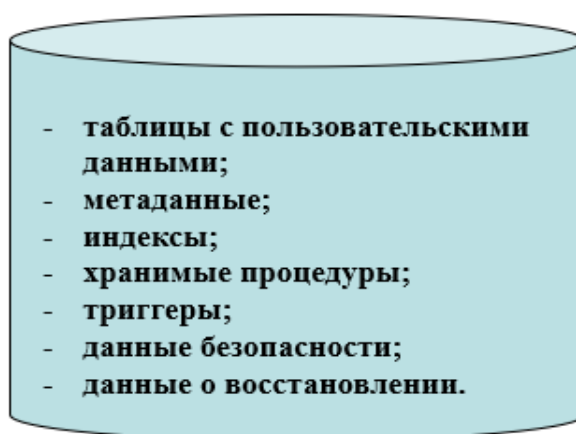 - таблицы с пользовательскими
данными;
- метаданные;
- индексы;
- хранимые процедуры;
- триггеры;
- данные безопасности;
- данные о восстановлении.